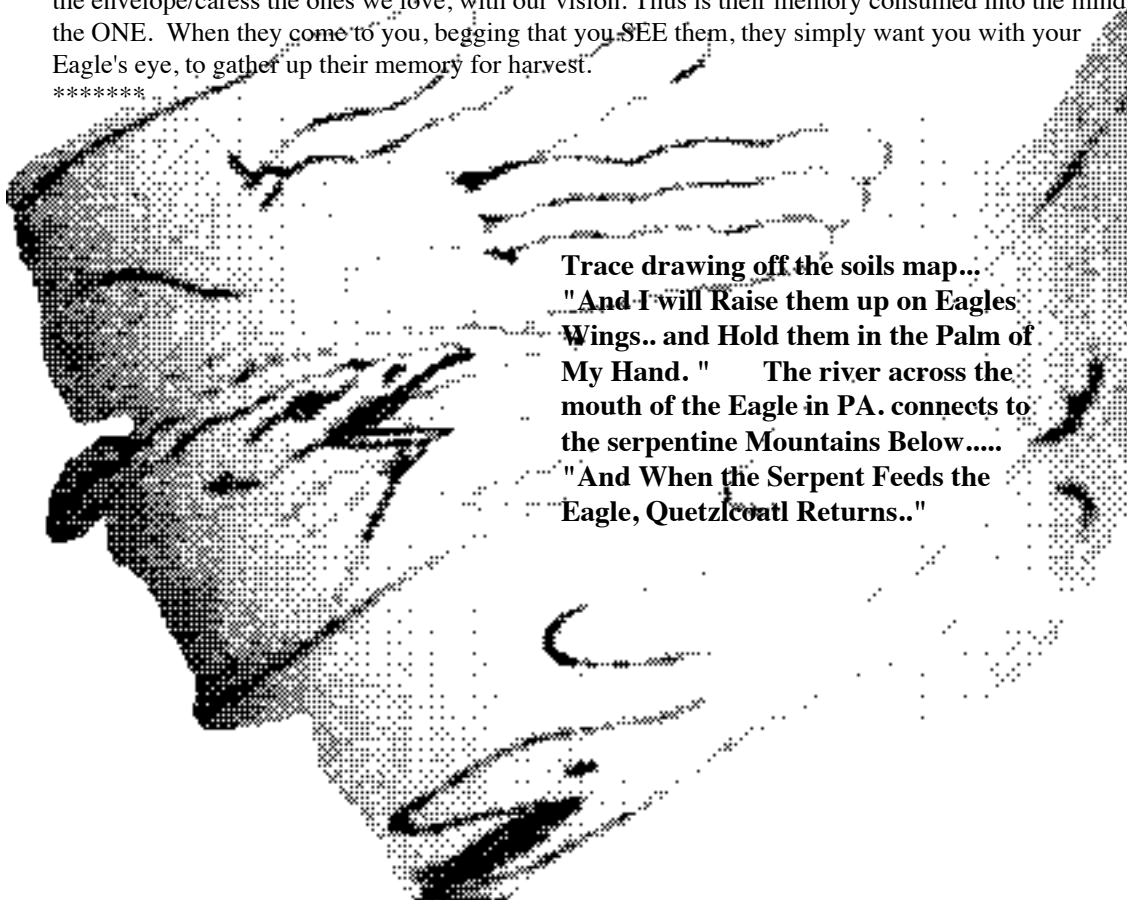 the envelope/caress the ones we love, with our vision. Thus is their memory consumed into the mind
the ONE.  When they come to you, begging that you SEE them, they simply want you with your
Eagle's eye, to gather up their memory for harvest.
*******
Trace drawing off the soils map...
"And I will Raise them up on Eagles
Wings.. and Hold them in the Palm of
My Hand. "       The river across the
mouth of the Eagle in PA. connects to
the serpentine Mountains Below.....
"And When the Serpent Feeds the
Eagle, Quetzlcoatl Returns.."